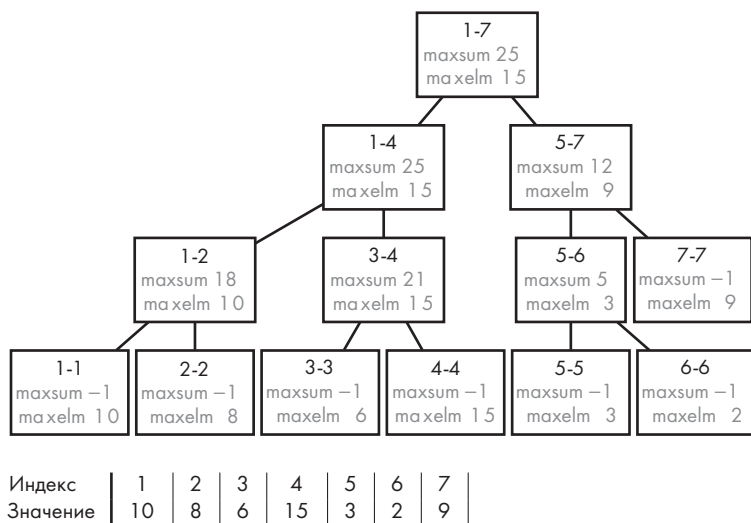 1-7
maxsum 25
maxelm 15
1-4
maxsum 25
maxelm 15
5-7
maxsum 12
maxelm 9
1-2
maxsum 18
maxelm 10
3-4
maxsum 21
maxelm 15
5-6
maxsum 5
maxelm 3
7-7
maxsum −1
maxelm 9
1-1
maxsum −1
maxelm 10
2-2
maxsum −1
maxelm 8
3-3
maxsum −1
maxelm 6
4-4
maxsum −1
maxelm 15
5-5
maxsum −1
maxelm 3
6-6
maxsum −1
maxelm 2
Индекс 1 2 3 4 5 6 7
Значение 10 8 6 15 3 2 9